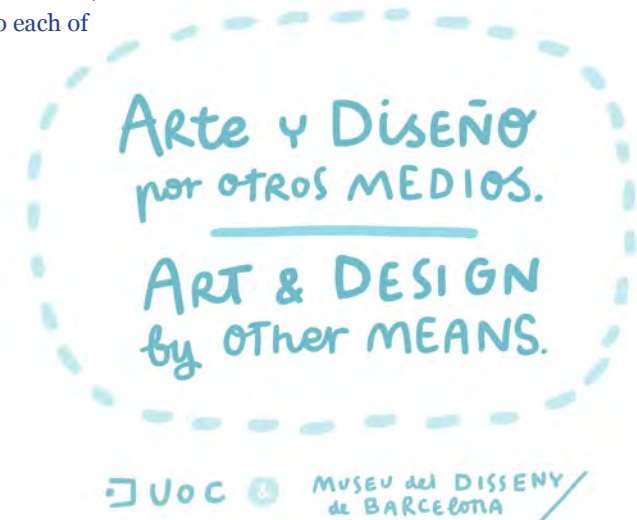 o each of
Arte y Diseño
por otros medios.
Art & Design
by other means.
UOC & Museu del Disseny
de Barcelona